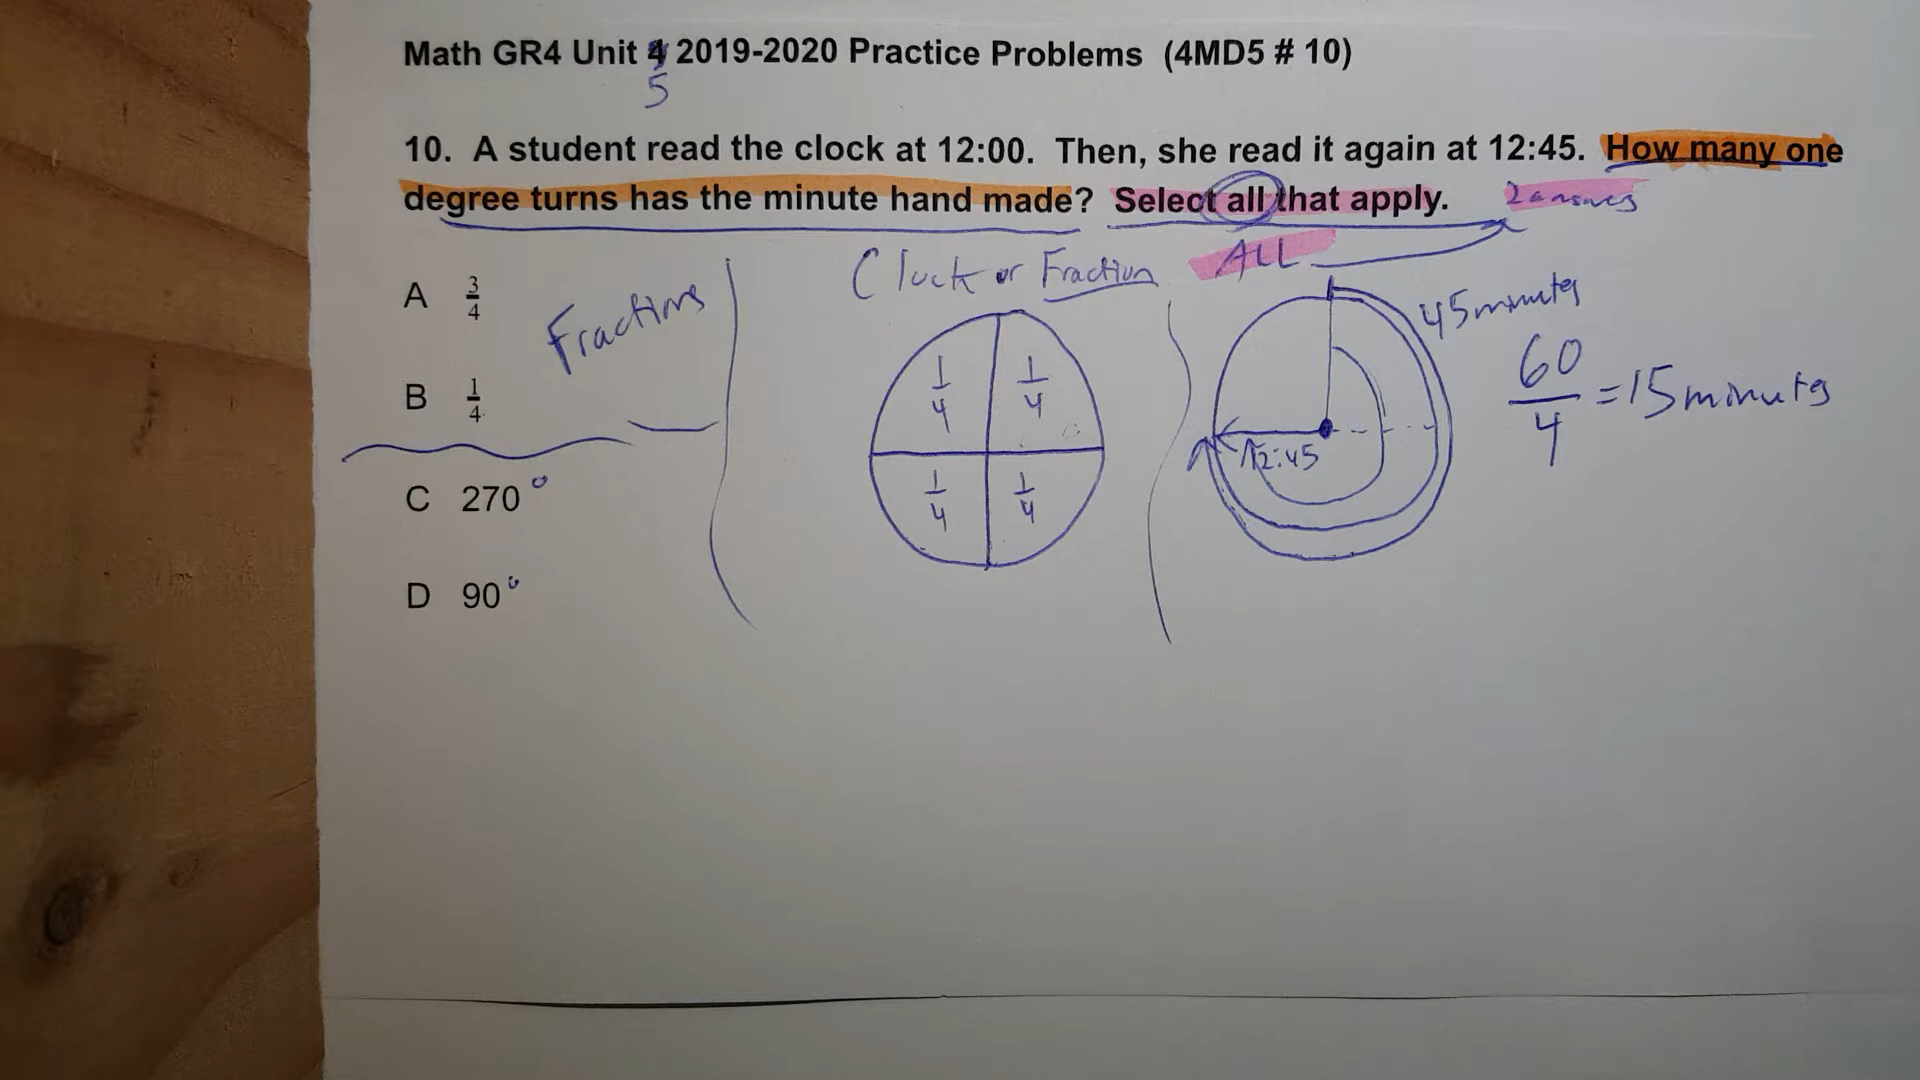 Math GR4 Unit 4 2019-2020 Practice Problems (4MD5 # 10)
5
10. A student read the clock at 12:00. Then, she read it again at 12:45. How many one
degree turns has the minute hand made? Select all that apply. 2 answers
ALL
Clock or Fraction
A 3/4
Fractions
B 1/4
C 270°
D 90°
1/4 1/4
1/4 1/4
45 minutes
12:45
60/4 = 15 minutes